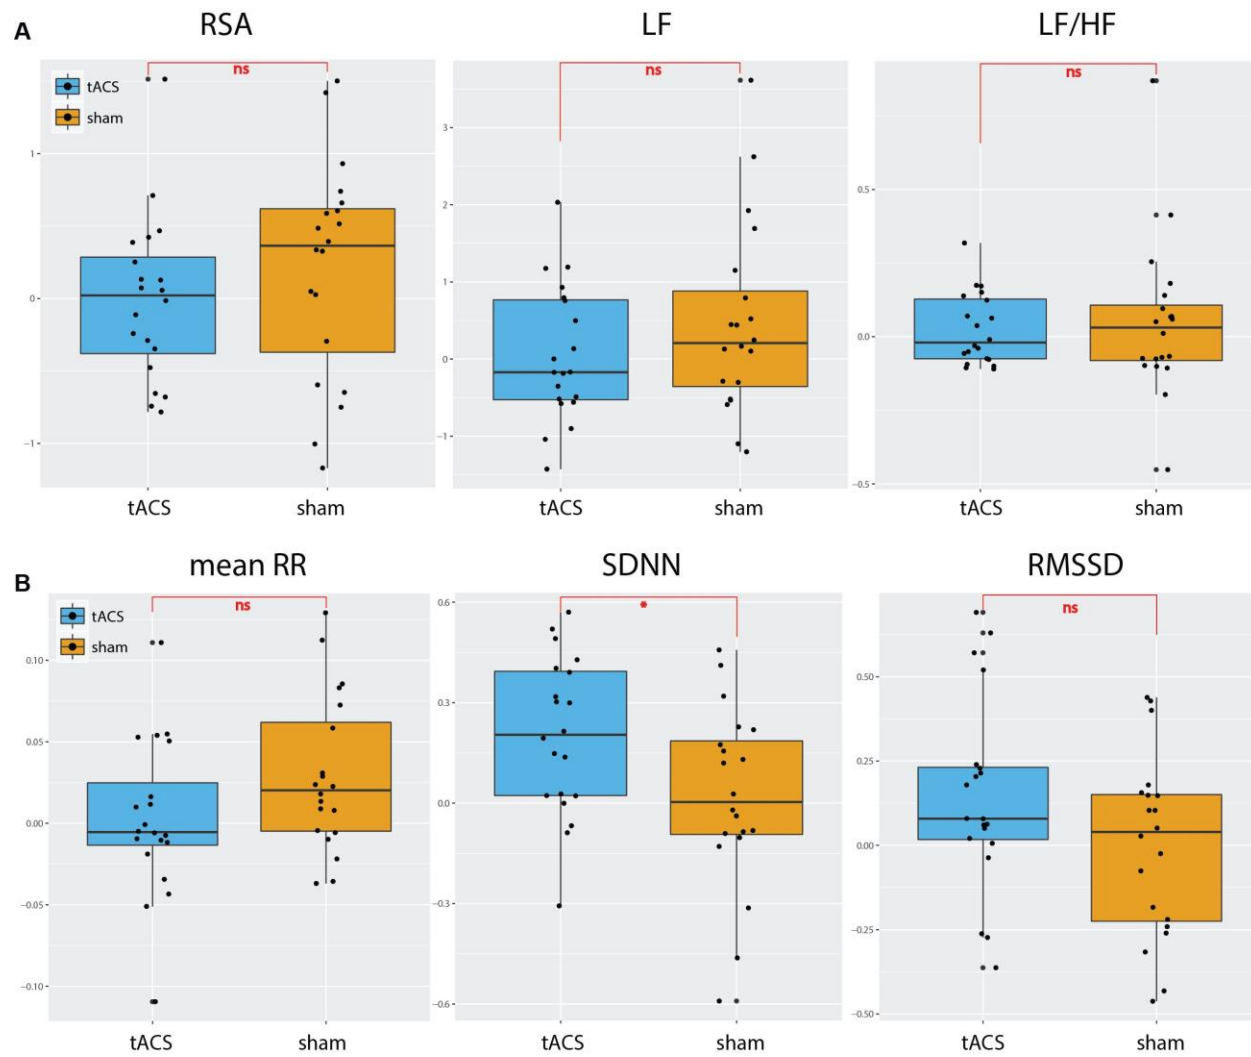 A
RSA
LF
LF/HF
ns
ns
ns
tACS
sham
1
0
−1
3
2
1
0
−1
0.5
0.0
−0.5
tACS
sham
tACS
sham
tACS
sham
B
mean RR
SDNN
RMSSD
ns
*
ns
tACS
sham
0.10
0.05
0.00
−0.05
−0.10
0.6
0.3
0.0
−0.3
−0.6
0.50
0.25
0.00
−0.25
−0.50
tACS
sham
tACS
sham
tACS
sham